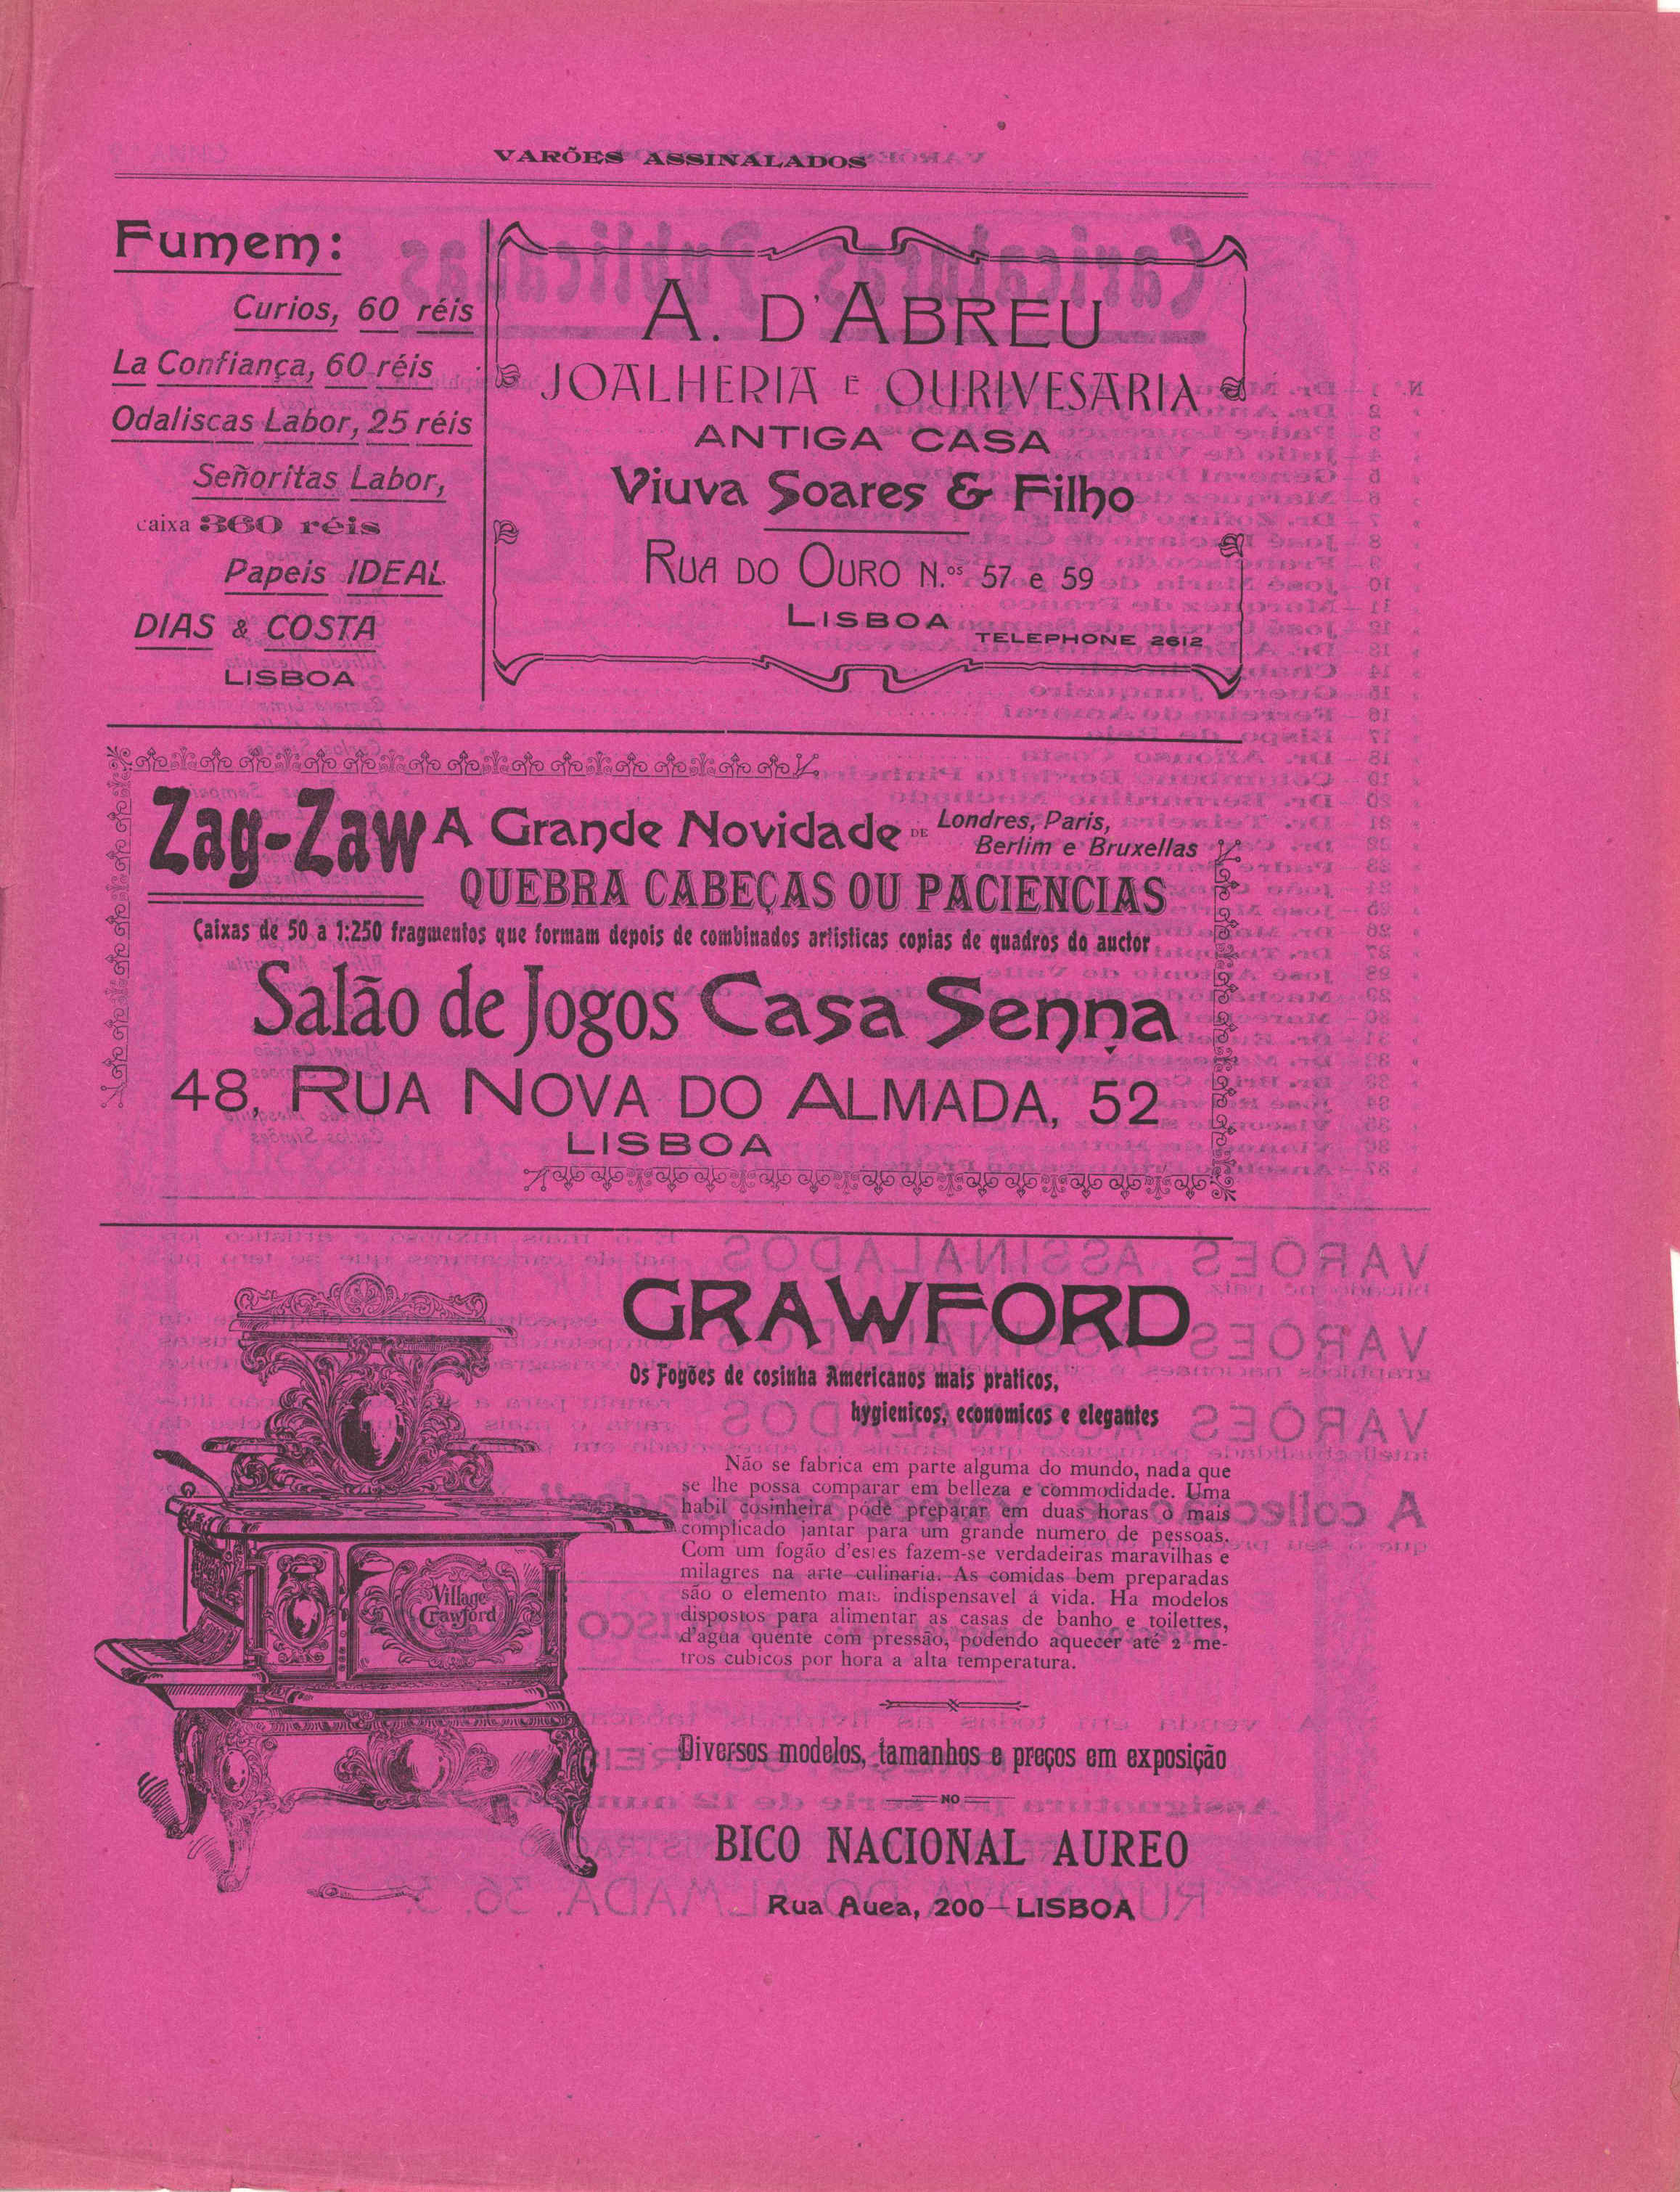 VARÕES ASSINALADOS
Fumem:
Curios, 60 réis
La Confiança, 60 réis
Odaliscas Labor, 25 réis
Señoritas Labor,
caixa 360 réis
Papeis IDEAL
DIAS & COSTA
LISBOA
A. D'ABREU
JOALHERIA E OURIVESARIA
ANTIGA CASA
Viuva Soares & Filho
RUA DO OURO N.os 57 e 59
LISBOA
TELEPHONE 2612
Zag-Zaw A Grande Novidade DE Londres, Paris,
Berlim e Bruxellas
QUEBRA CABEÇAS OU PACIENCIAS
Caixas de 50 a 1:250 fragmentos que formam depois de combinados artisticas copias de quadros do auctor
Salão de Jogos Casa Senna
48, RUA NOVA DO ALMADA, 52
LISBOA
GRAWFORD
Os Fogões de cosinha Americanos mais praticos,
hygienicos, economicos e elegantes
Não se fabrica em parte alguma do mundo, nada que
se lhe possa comparar em belleza e commodidade. Uma
habil cosinheira póde preparar em duas horas o mais
complicado jantar para um grande numero de pessoas.
Com um fogão d'estes fazem-se verdadeiras maravilhas e
milagres na arte culinaria. As comidas bem preparadas
são o elemento mais indispensavel á vida. Ha modelos
dispostos para alimentar as casas de banho e toilettes,
d'agua quente com pressão, podendo aquecer até 2 me-
tros cubicos por hora a alta temperatura.
Village
Crawford
Diversos modelos, tamanhos e preços em exposição
NO
BICO NACIONAL AUREO
Rua Auea, 200—LISBOA